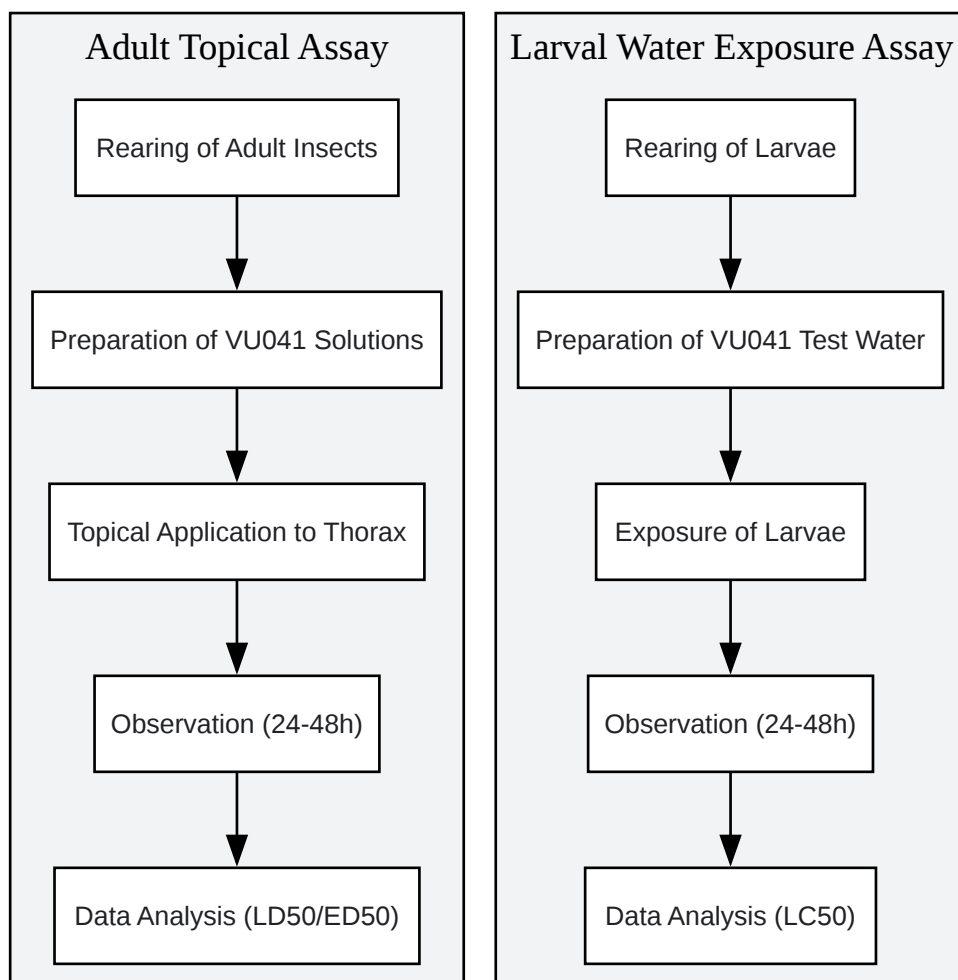 Adult Topical Assay
Rearing of Adult Insects
Preparation of VU041 Solutions
Topical Application to Thorax
Observation (24-48h)
Data Analysis (LD50/ED50)
Larval Water Exposure Assay
Rearing of Larvae
Preparation of VU041 Test Water
Exposure of Larvae
Observation (24-48h)
Data Analysis (LC50)